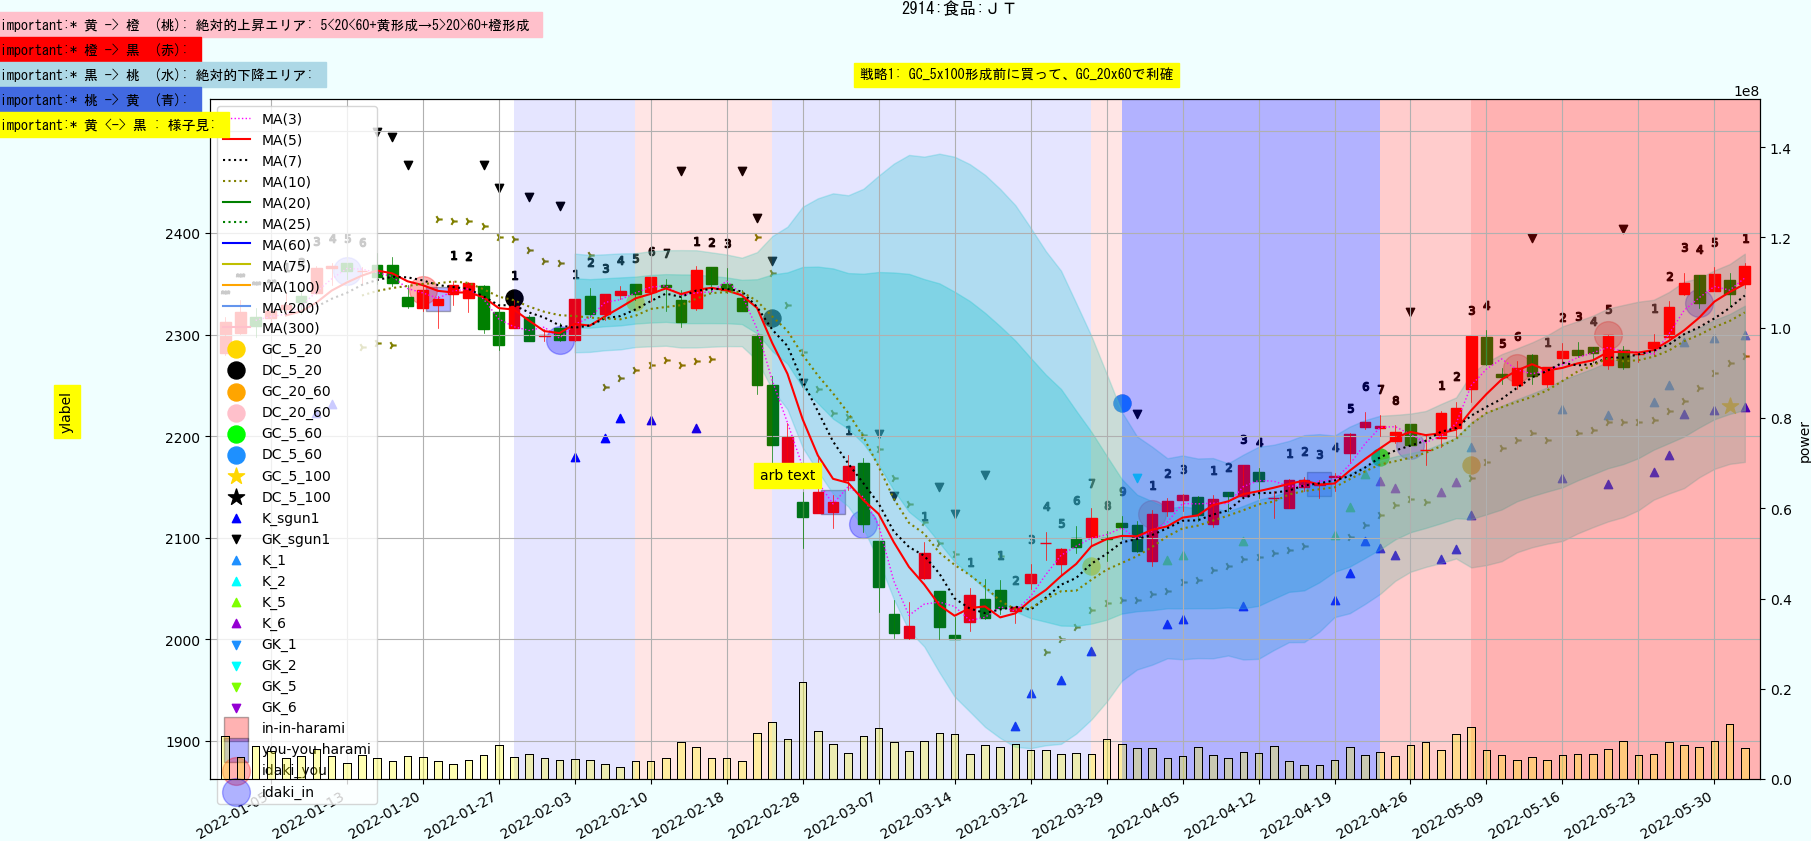 2914:食品:ＪＴ
important:* 黄 -> 橙 (桃): 絶対的上昇エリア: 5<20<60+黄形成→5>20>60+橙形成
important:* 橙 -> 黒 (赤):
important:* 黒 -> 桃 (水): 絶対的下降エリア:
戦略1: GC_5x100形成前に買って、GC_20x60で利確
important:* 桃 -> 黄 (青):
important:* 黄 <-> 黒 : 様子見:
1e8
MA(3)
MA(5)
MA(7)
MA(10)
MA(20)
MA(25)
MA(60)
MA(75)
MA(100)
MA(200)
MA(300)
GC_5_20
DC_5_20
GC_20_60
DC_20_60
GC_5_60
DC_5_60
GC_5_100
DC_5_100
K_sgun1
GK_sgun1
K_1
K_2
K_5
K_6
GK_1
GK_2
GK_5
GK_6
in-in-harami
you-you-harami
idaki_you
idaki_in
2400
2300
2200
2100
2000
1900
ylabel
arb text
1.4
1.2
1.0
0.8
0.6
0.4
0.2
0.0
power
2022-01-05
2022-01-13
2022-01-20
2022-01-27
2022-02-03
2022-02-10
2022-02-18
2022-02-28
2022-03-07
2022-03-14
2022-03-22
2022-03-29
2022-04-05
2022-04-12
2022-04-19
2022-04-26
2022-05-09
2022-05-16
2022-05-23
2022-05-30